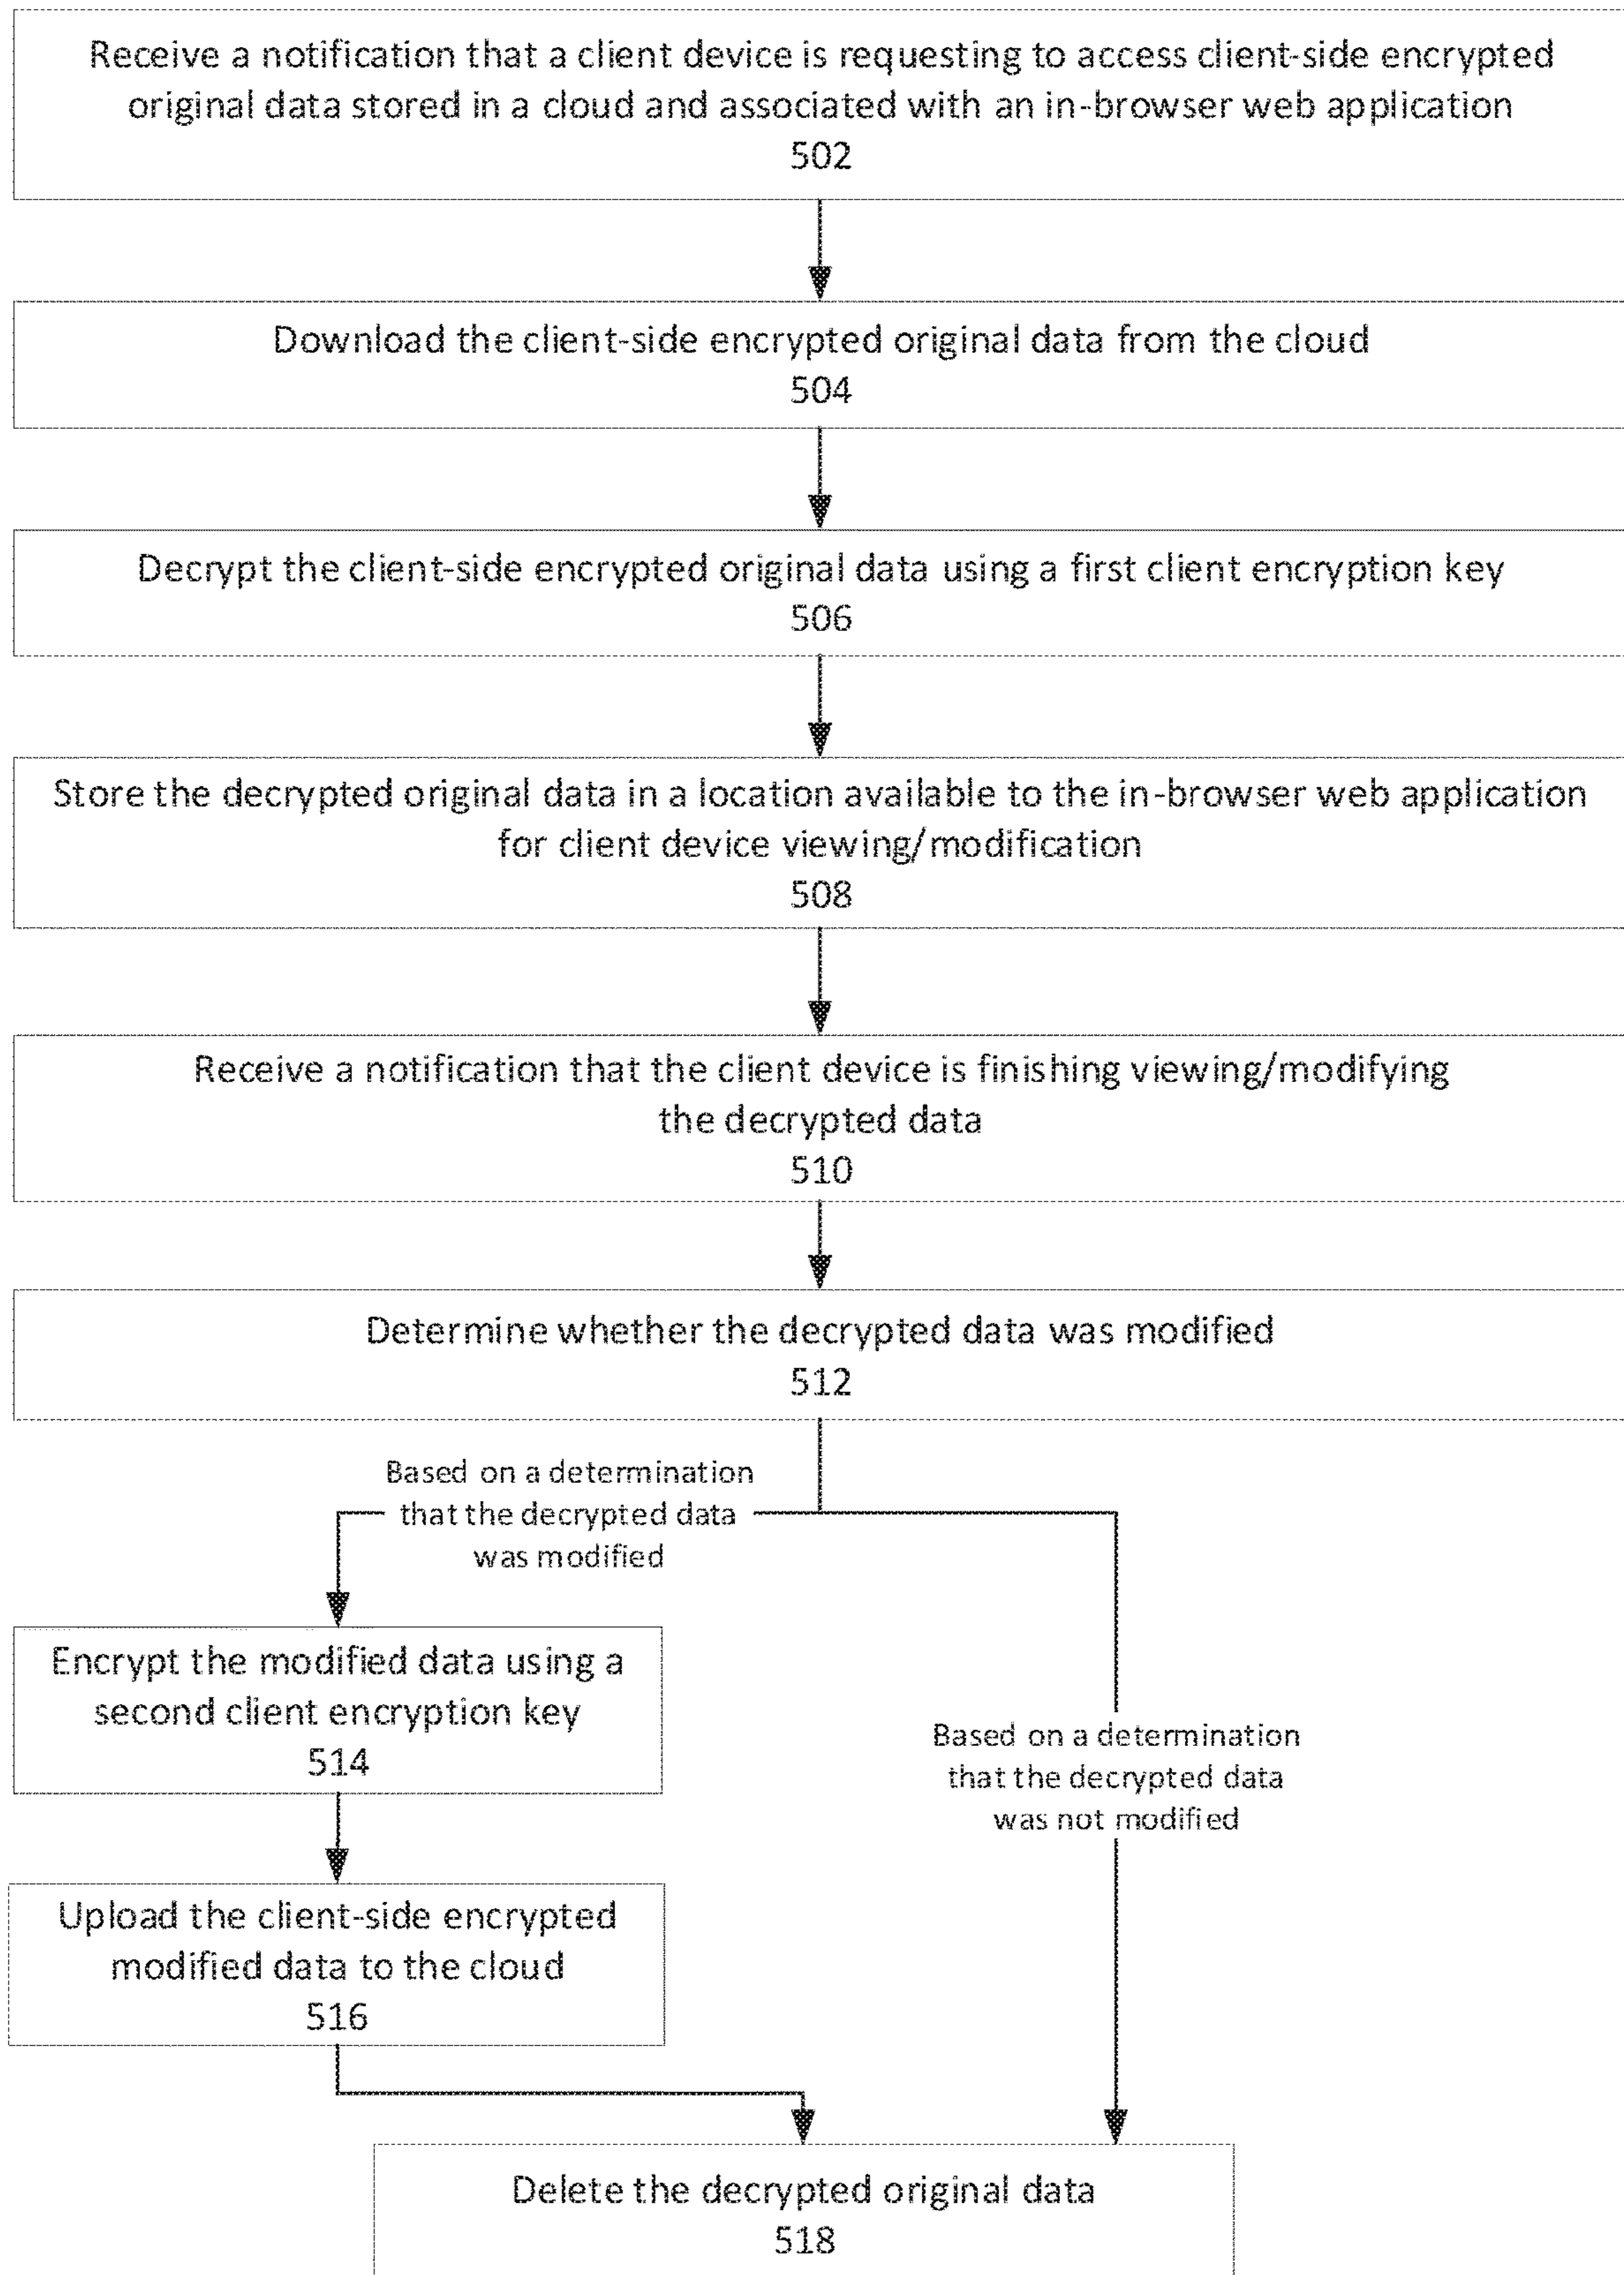 Receive a notification that a client device is requesting to access client-side encrypted
original data stored in a cloud and associated with an in-browser web application
502
Download the client-side encrypted original data from the cloud
504
Decrypt the client-side encrypted original data using a first client encryption key
506
Store the decrypted original data in a location available to the in-browser web application
for client device viewing/modification
508
Receive a notification that the client device is finishing viewing/modifying
the decrypted data
510
Determine whether the decrypted data was modified
512
Based on a determination
that the decrypted data
was modified
Encrypt the modified data using a
second client encryption key
514
Based on a determination
that the decrypted data
was not modified
Upload the client-side encrypted
modified data to the cloud
516
Delete the decrypted original data
518